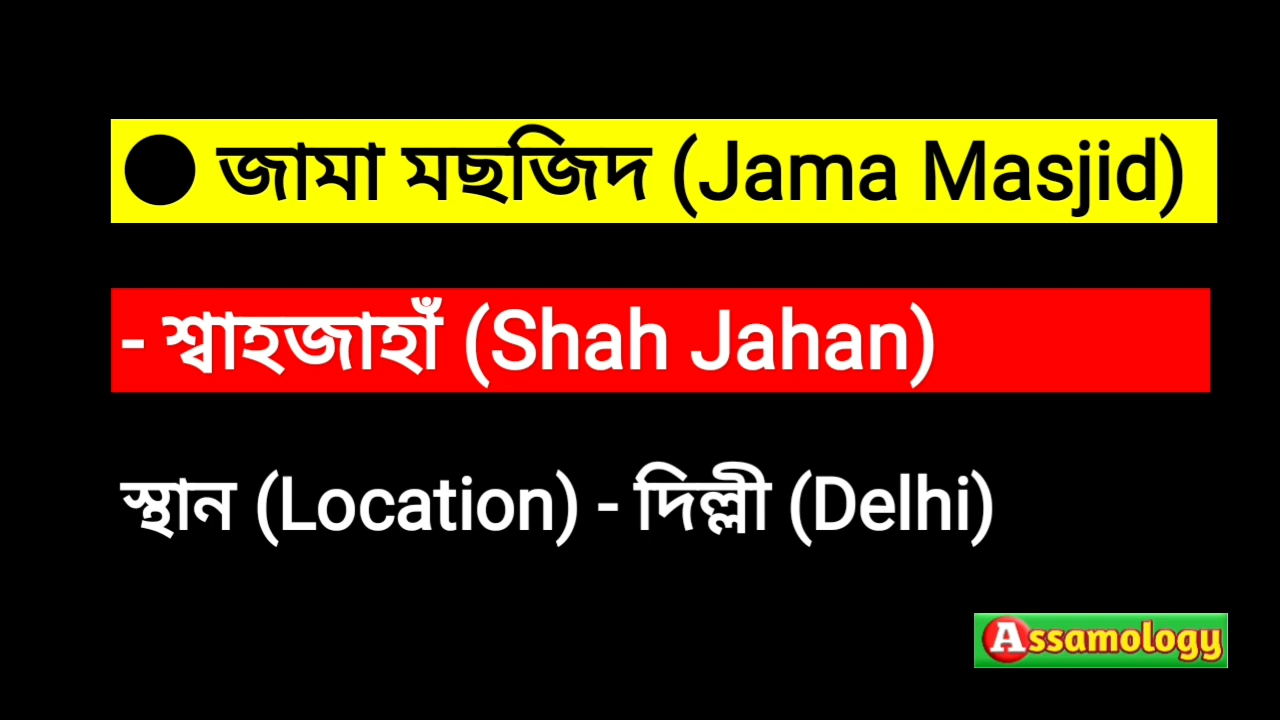 ● জামা মছজিদ (Jama Masjid)
- শ্বাহজাহাঁ (Shah Jahan)
স্থান (Location) - দিল্লী (Delhi)
Assamology